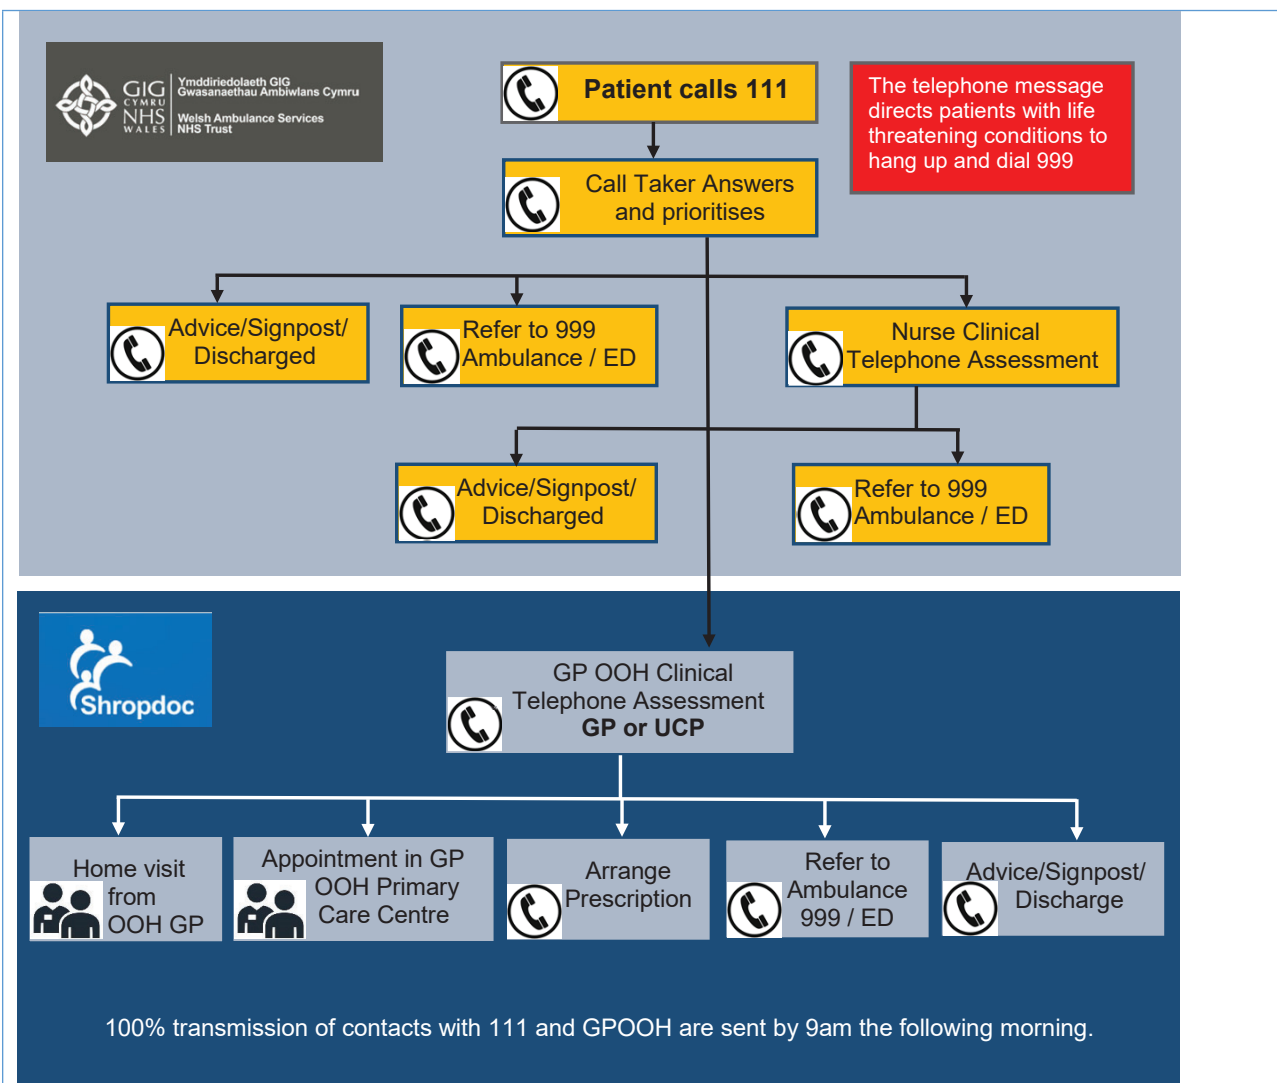 GIG
CYMRU
NHS
WALES
Ymddiriedolaeth GIG
Gwasanaethau Ambiwlans Cymru
Welsh Ambulance Services
NHS Trust
Patient calls 111
The telephone message
directs patients with life
threatening conditions to
hang up and dial 999
Call Taker Answers
and prioritises
Advice/Signpost/
Discharged
Refer to 999
Ambulance / ED
Nurse Clinical
Telephone Assessment
Advice/Signpost/
Discharged
Refer to 999
Ambulance / ED
Shropdoc
GP OOH Clinical
Telephone Assessment
GP or UCP
Home visit
from
OOH GP
Appointment in GP
OOH Primary
Care Centre
Arrange
Prescription
Refer to
Ambulance
999 / ED
Advice/Signpost/
Discharge
100% transmission of contacts with 111 and GPOOH are sent by 9am the following morning.